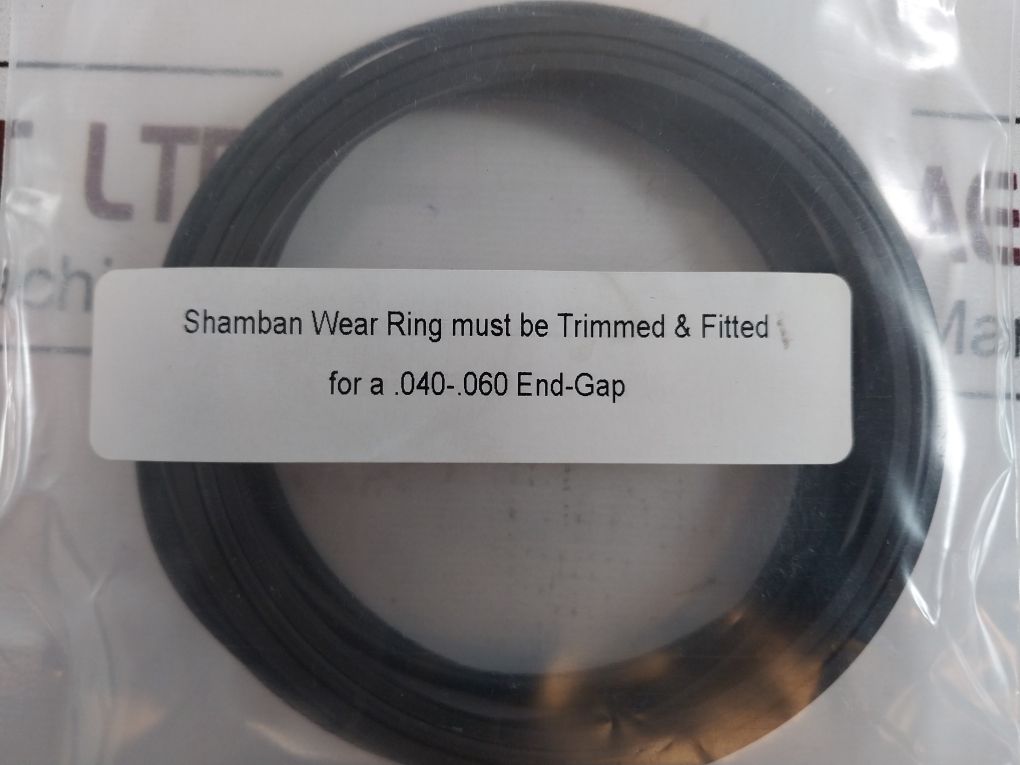 Shamban Wear Ring must be Trimmed & Fitted
for a .040-.060 End-Gap